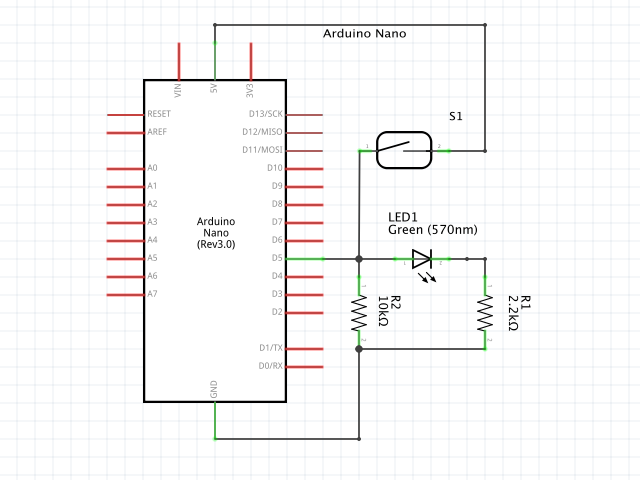 Arduino Nano
VIN
5V
3V3
RESET
AREF
A0
A1
A2
A3
A4
A5
A6
A7
Arduino
Nano
(Rev3.0)
D13/SCK
D12/MISO
D11/MOSI
D10
D9
D8
D7
D6
D5
D4
D3
D2
D1/TX
D0/RX
GND
S1
1
2
LED1
Green (570nm)
1
2
R2
10kΩ
1
2
R1
2.2kΩ